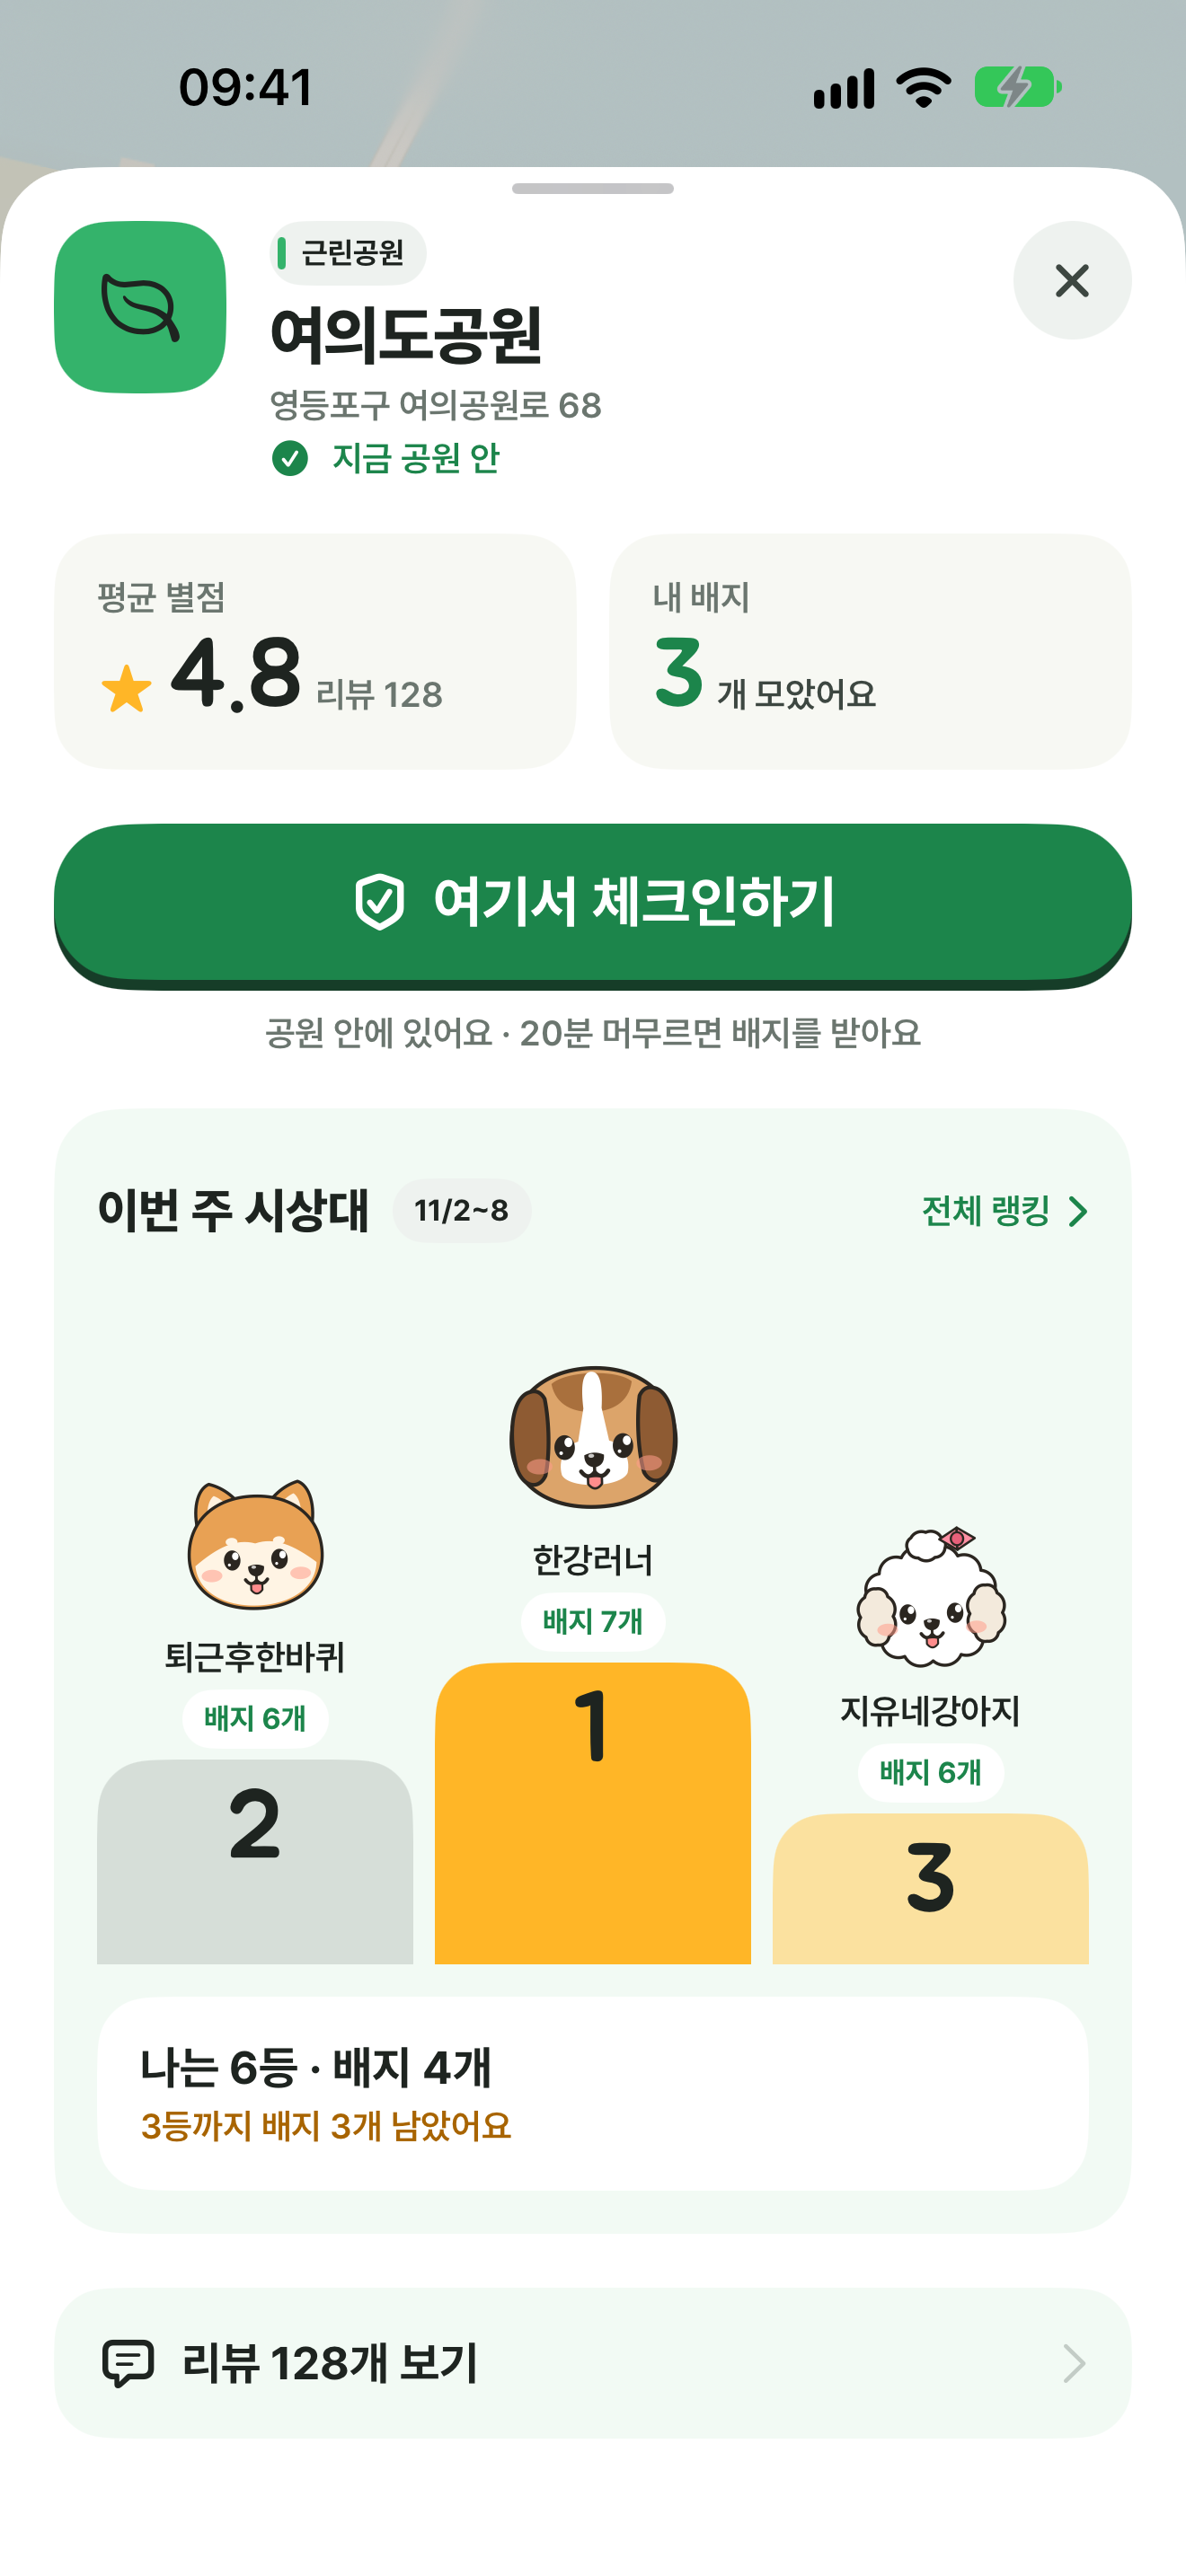 09:41
근린공원
여의도공원
영등포구 여의공원로 68
지금 공원 안
평균 별점
4.8 리뷰 128
내 배지
3 개 모았어요
여기서 체크인하기
공원 안에 있어요 · 20분 머무르면 배지를 받아요
이번 주 시상대
11/2~8
전체 랭킹
한강러너
배지 7개
1
퇴근후한바퀴
배지 6개
2
지유네강아지
배지 6개
3
나는 6등 · 배지 4개
3등까지 배지 3개 남았어요
리뷰 128개 보기